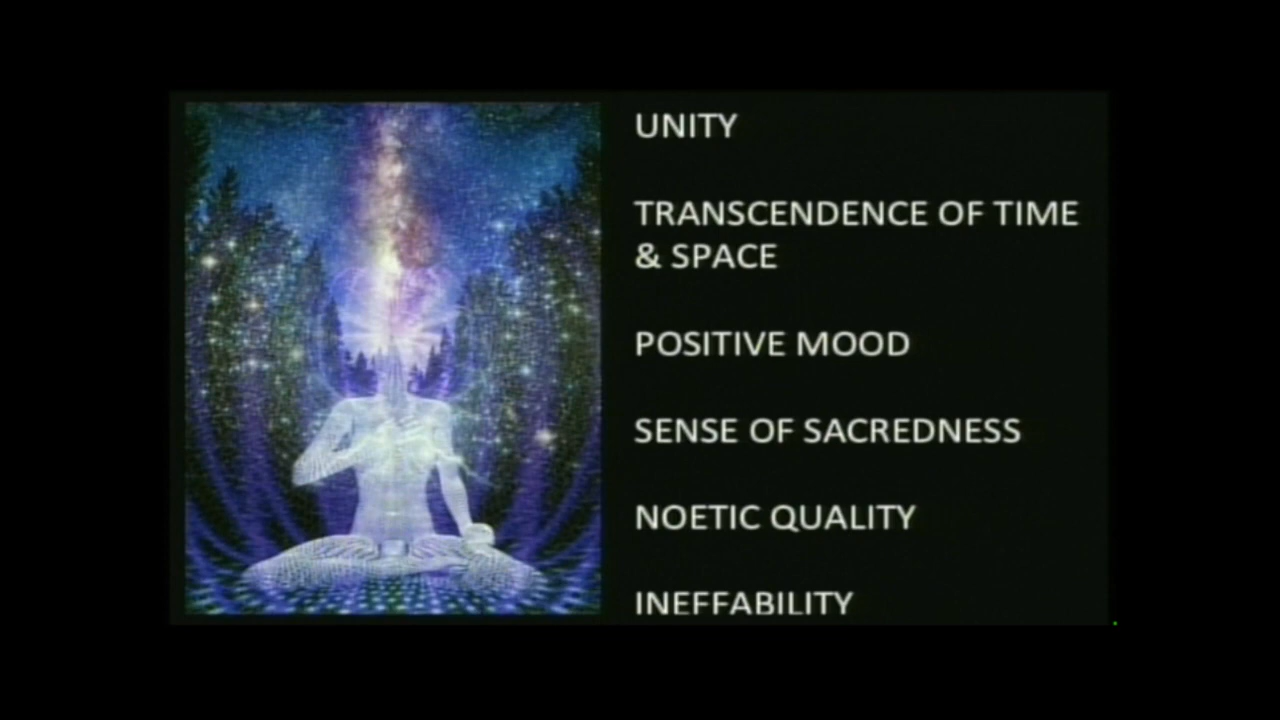 UNITY
TRANSCENDENCE OF TIME
& SPACE
POSITIVE MOOD
SENSE OF SACREDNESS
NOETIC QUALITY
INEFFABILITY